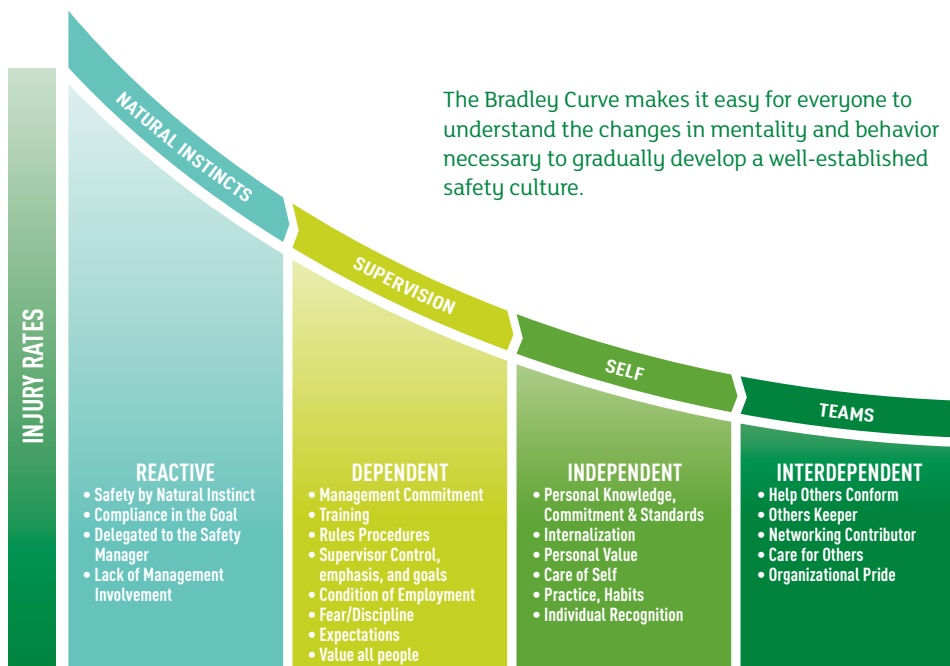 The Bradley Curve makes it easy for everyone to
understand the changes in mentality and behavior
necessary to gradually develop a well-established
safety culture.
INJURY RATES
NATURAL INSTINCTS
SUPERVISION
SELF
TEAMS
REACTIVE
• Safety by Natural Instinct
• Compliance in the Goal
• Delegated to the Safety
Manager
• Lack of Management
Involvement
DEPENDENT
• Management Commitment
• Training
• Rules Procedures
• Supervisor Control,
emphasis, and goals
• Condition of Employment
• Fear/Discipline
• Expectations
• Value all people
INDEPENDENT
• Personal Knowledge,
Commitment & Standards
• Internalization
• Personal Value
• Care of Self
• Practice, Habits
• Individual Recognition
INTERDEPENDENT
• Help Others Conform
• Others Keeper
• Networking Contributor
• Care for Others
• Organizational Pride